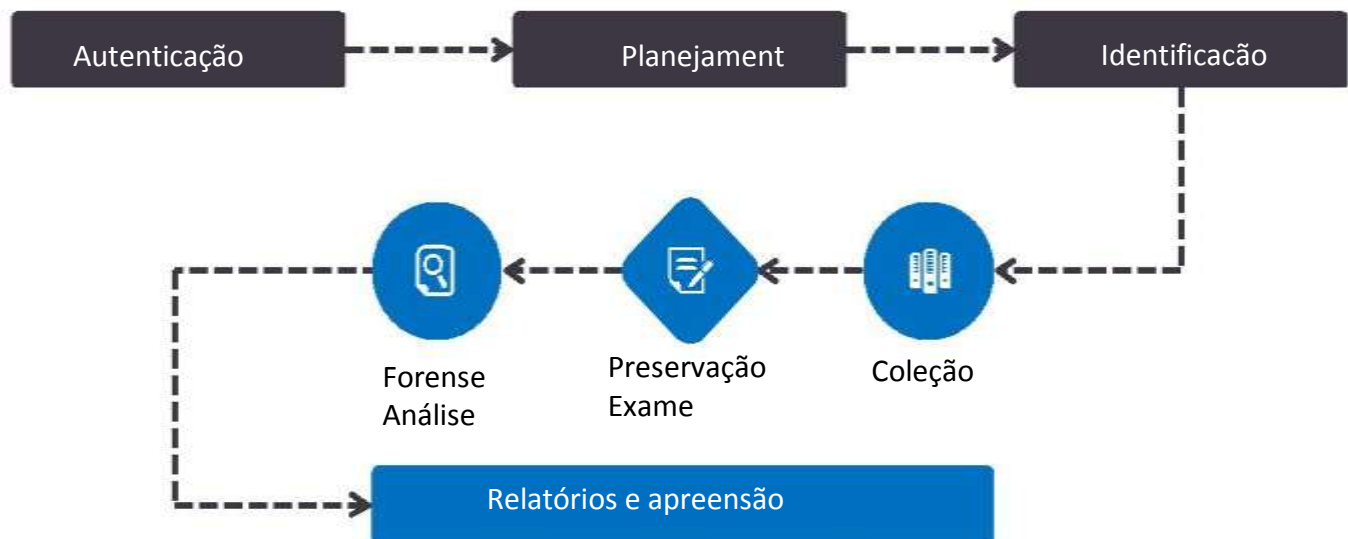 Autenticação
Planejament
Identificacão
Forense
Análise
Preservação
Exame
Coleção
Relatórios e apreensão